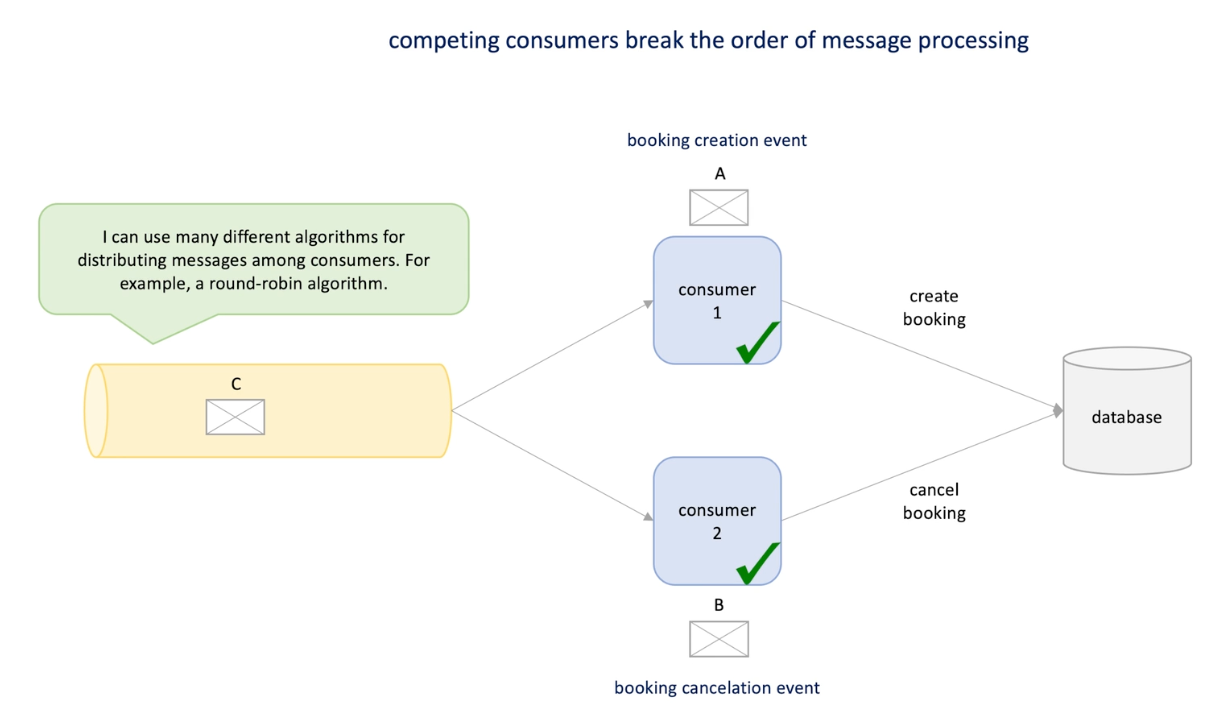 competing consumers break the order of message processing
booking creation event
A
I can use many different algorithms for
distributing messages among consumers. For
example, a round-robin algorithm.
consumer
1
create
booking
C
database
consumer
2
cancel
booking
B
booking cancelation event